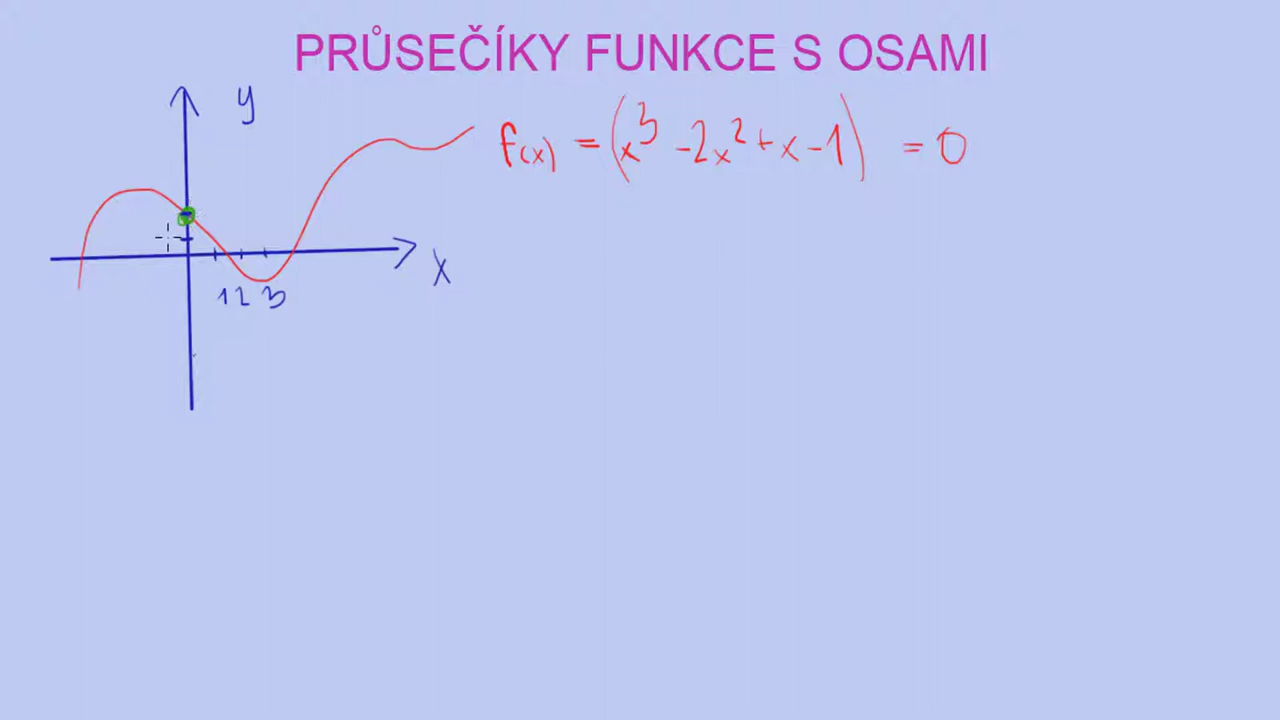 PRŮSEČÍKY FUNKCE S OSAMI
y
f(x) = (x³ -2x² + x - 1) = 0
x
1 2 3